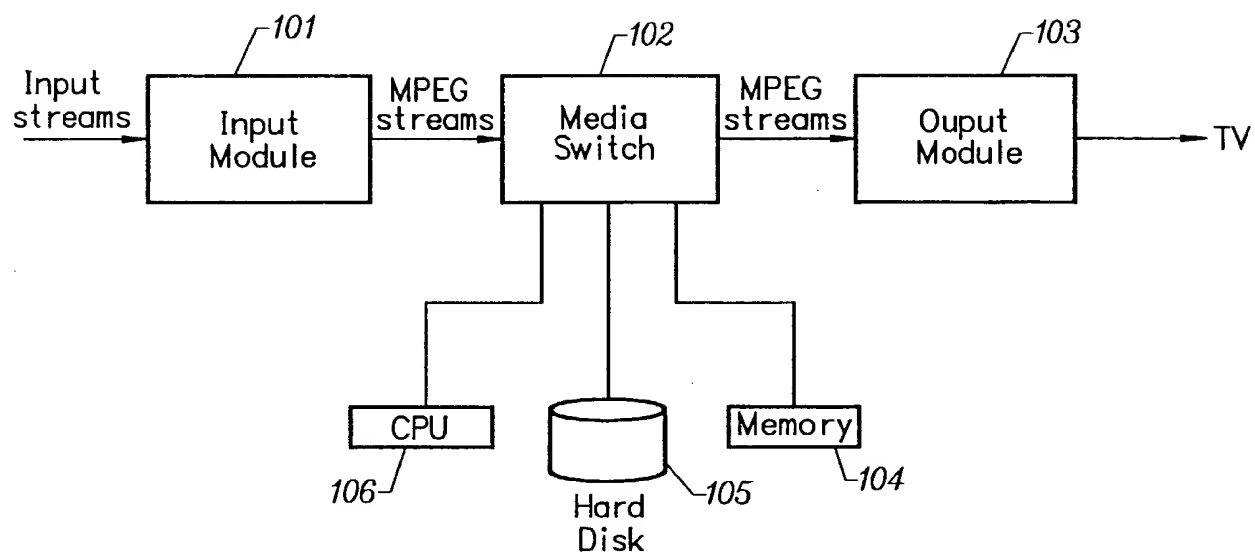 101
102
103
Input
streams
Input
Module
MPEG
streams
Media
Switch
MPEG
streams
Ouput
Module
TV
CPU
106
Hard
Disk
105
Memory
104